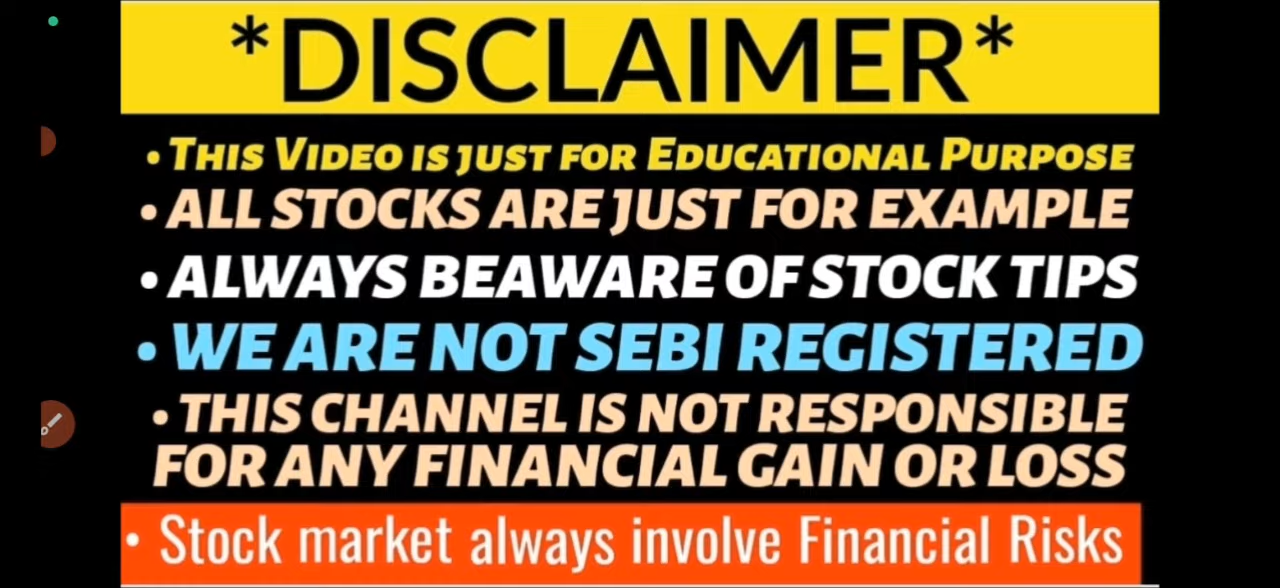 *DISCLAIMER*
• THIS VIDEO IS JUST FOR EDUCATIONAL PURPOSE
• ALL STOCKS ARE JUST FOR EXAMPLE
• ALWAYS BEAWARE OF STOCK TIPS
• WE ARE NOT SEBI REGISTERED
• THIS CHANNEL IS NOT RESPONSIBLE
FOR ANY FINANCIAL GAIN OR LOSS
• Stock market always involve Financial Risks